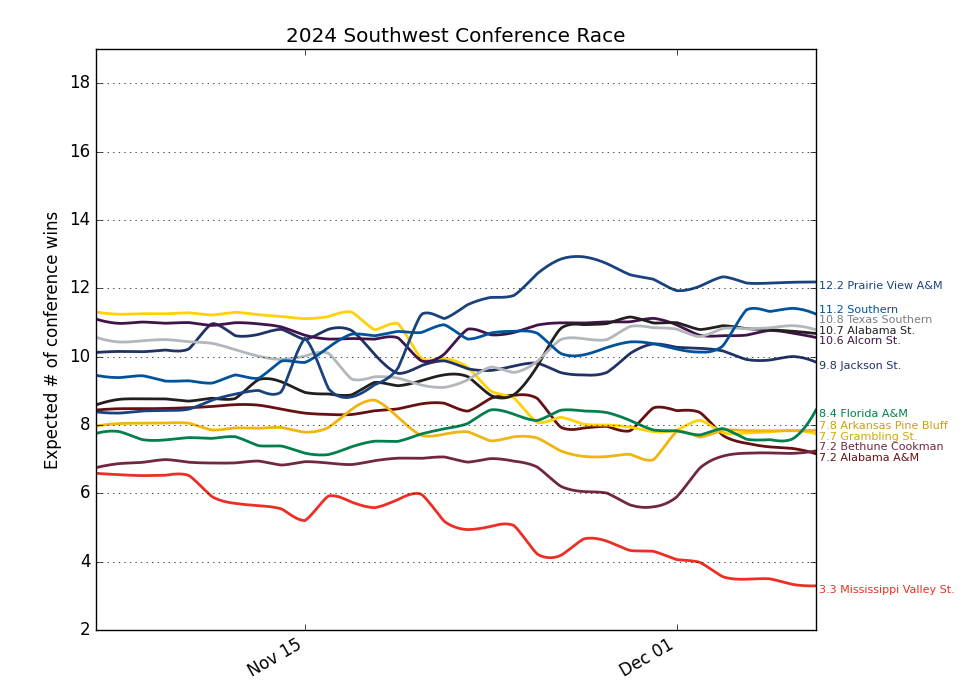 2024 Southwest Conference Race
Expected # of conference wins
18
16
14
12
10
8
6
4
2
Nov 15
Dec 01
12.2 Prairie View A&M
11.2 Southern
10.8 Texas Southern
10.7 Alabama St.
10.6 Alcorn St.
9.8 Jackson St.
8.4 Florida A&M
7.8 Arkansas Pine Bluff
7.7 Grambling St.
7.2 Bethune Cookman
7.2 Alabama A&M
3.3 Mississippi Valley St.